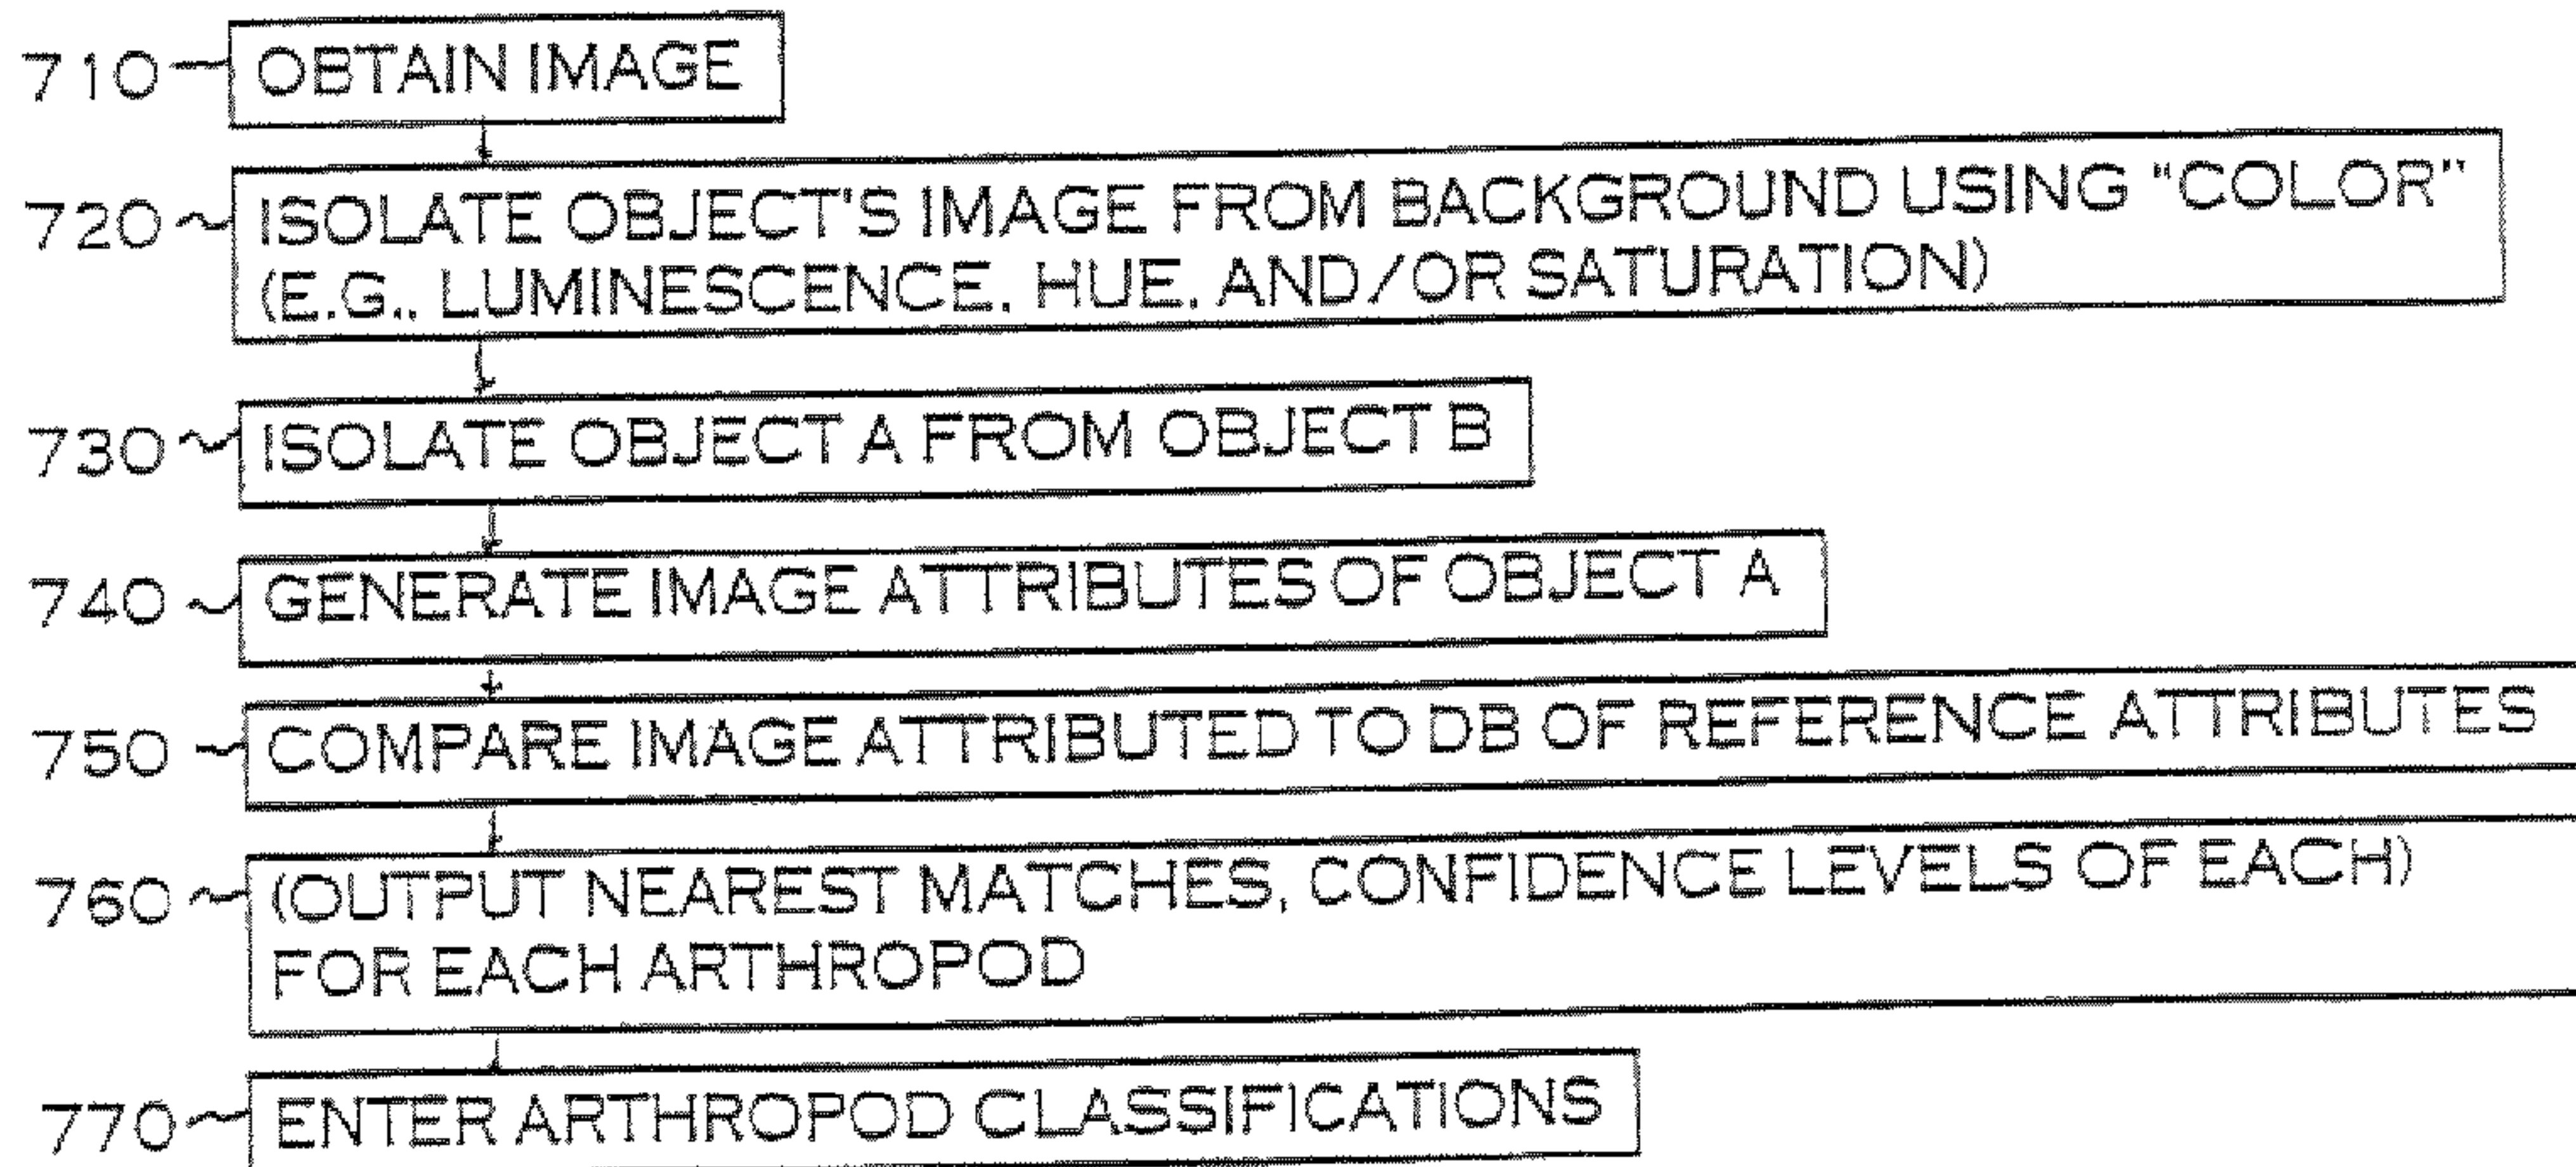 710 OBTAIN IMAGE
720 ISOLATE OBJECT'S IMAGE FROM BACKGROUND USING "COLOR"
(E.G., LUMINESCENCE, HUE, AND/OR SATURATION)
730 ISOLATE OBJECT A FROM OBJECT B
740 GENERATE IMAGE ATTRIBUTES OF OBJECT A
750 COMPARE IMAGE ATTRIBUTED TO DB OF REFERENCE ATTRIBUTES
760 (OUTPUT NEAREST MATCHES, CONFIDENCE LEVELS OF EACH)
FOR EACH ARTHROPOD
770 ENTER ARTHROPOD CLASSIFICATIONS